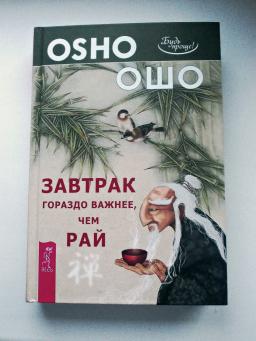 OSHO
Будь
проще!
ОШО
ЗАВТРАК
ГОРАЗДО ВАЖНЕЕ,
ЧЕМ
РАЙ
禅